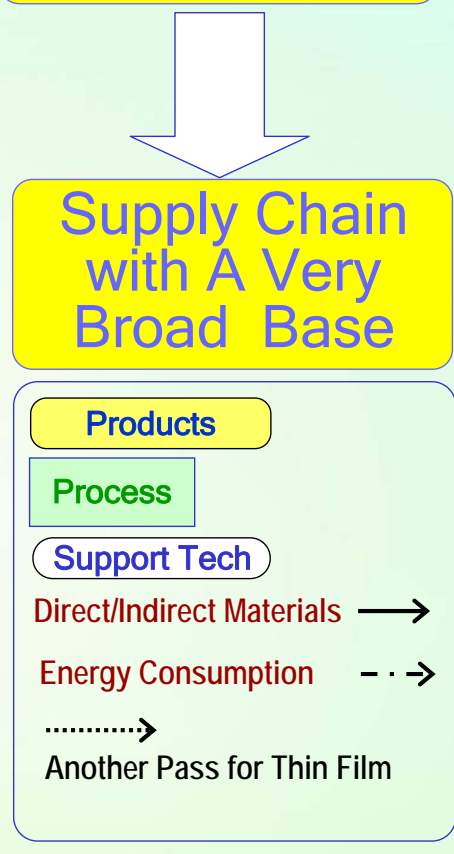 Supply Chain
with A Very
Broad Base
Products
Process
Support Tech
Direct/Indirect Materials
Energy Consumption
Another Pass for Thin Film